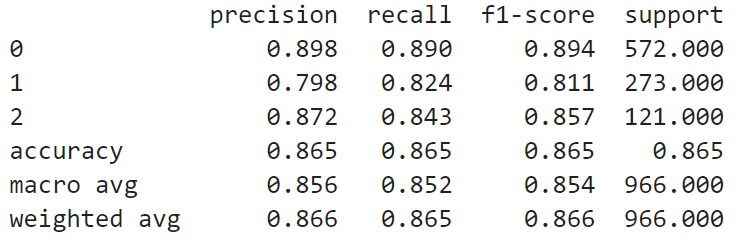 precision recall f1-score support
0 0.898 0.890 0.894 572.000
1 0.798 0.824 0.811 273.000
2 0.872 0.843 0.857 121.000
accuracy 0.865 0.865 0.865 0.865
macro avg 0.856 0.852 0.854 966.000
weighted avg 0.866 0.865 0.866 966.000